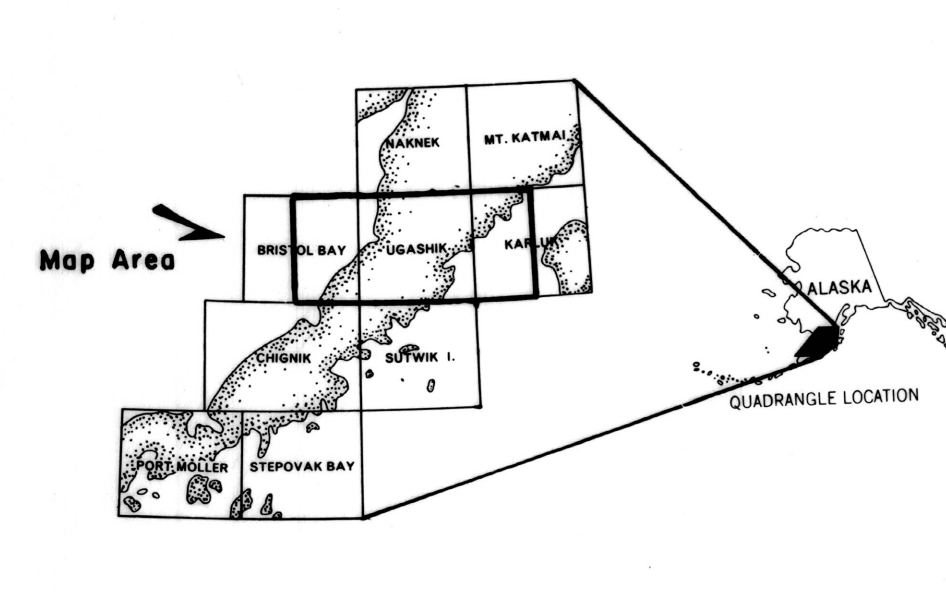 NAKNEK
MT. KATMAI
Map Area
BRISTOL BAY
UGASHIK
KARLUK
ALASKA
CHIGNIK
SUTWIK I.
QUADRANGLE LOCATION
PORT MOLLER
STEPOVAK BAY